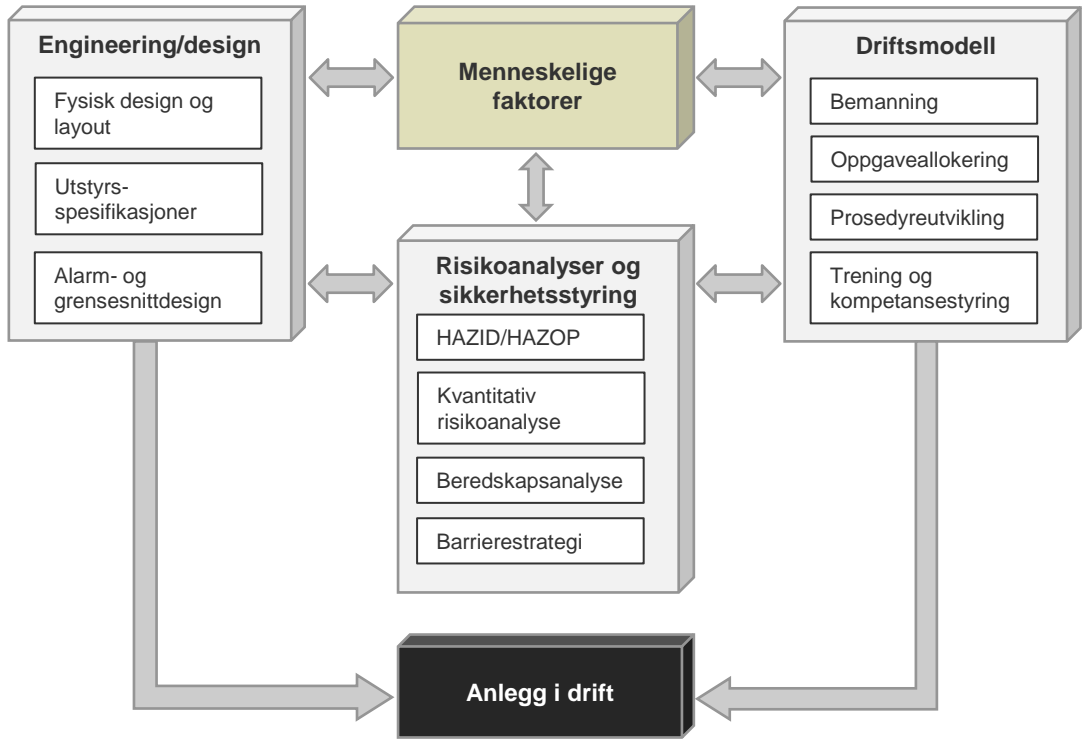 Engineering/design
Fysisk design og
layout
Utstyrs-
spesifikasjoner
Alarm- og
grensesnittdesign
Menneskelige
faktorer
Risikoanalyser og
sikkerhetsstyring
HAZID/HAZOP
Kvantitativ
risikoanalyse
Beredskapsanalyse
Barrierestrategi
Driftsmodell
Bemanning
Oppgaveallokering
Prosedyreutvikling
Trening og
kompetansestyring
Anlegg i drift